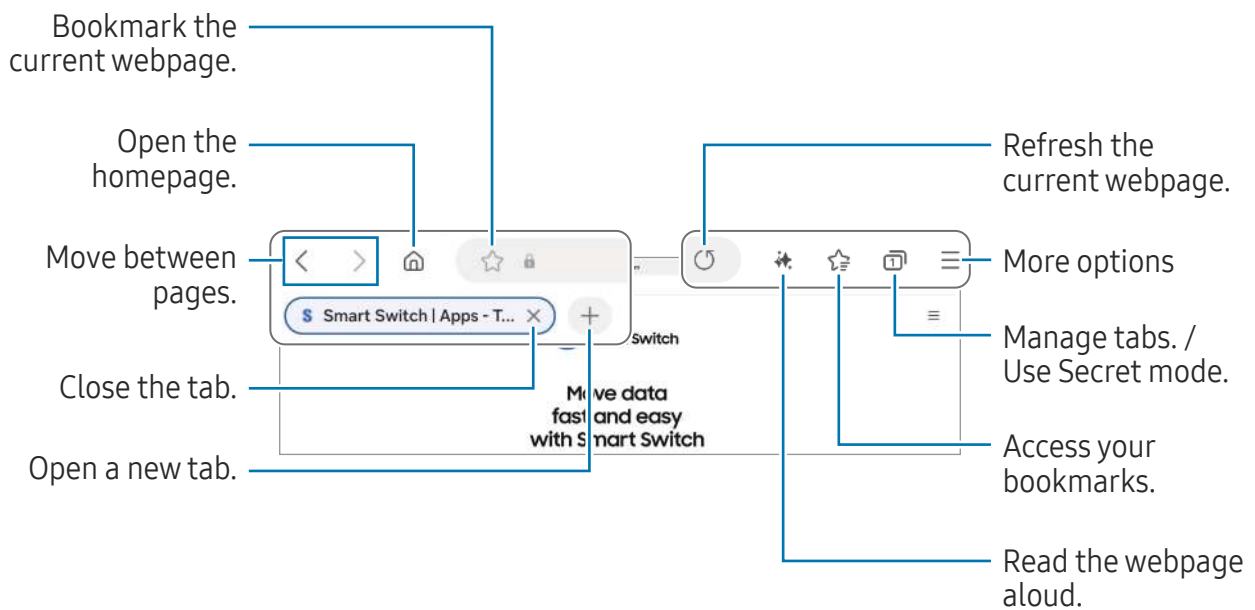 Bookmark the
current webpage.
Open the
homepage.
Move between
pages.
Close the tab.
Open a new tab.
S Smart Switch | Apps - T...
Switch
Move data
fast and easy
with Smart Switch
1
Refresh the
current webpage.
More options
Manage tabs. /
Use Secret mode.
Access your
bookmarks.
Read the webpage
aloud.